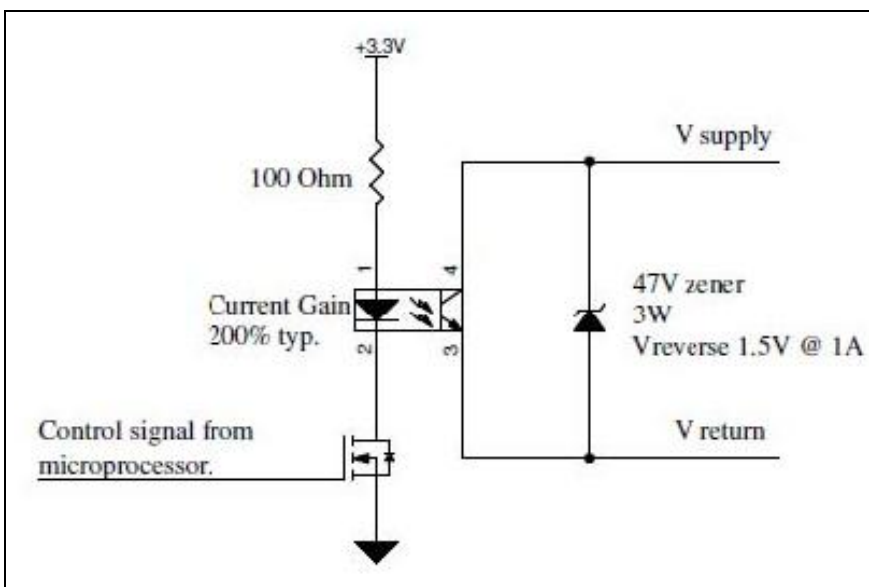 +3.3V
100 Ohm
V supply
1
4
Current Gain
200% typ.
47V zener
3W
Vreverse 1.5V @ 1A
2
3
Control signal from
microprocessor.
V return